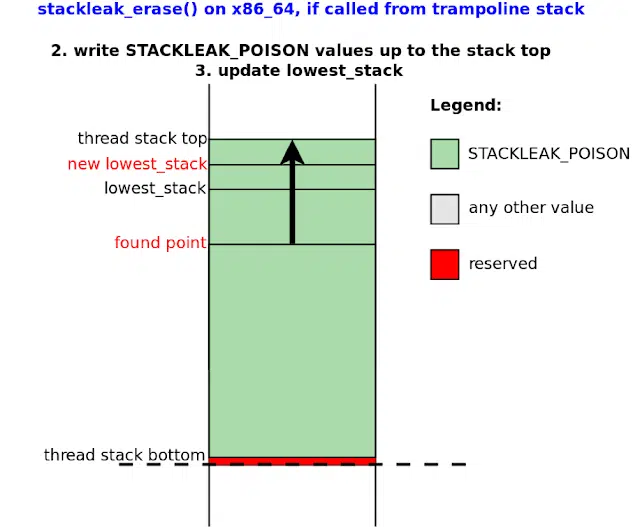 stackleak_erase() on x86_64, if called from trampoline stack
2. write STACKLEAK_POISON values up to the stack top
3. update lowest_stack
thread stack top
new lowest_stack
lowest_stack
found point
thread stack bottom
Legend:
STACKLEAK_POISON
any other value
reserved